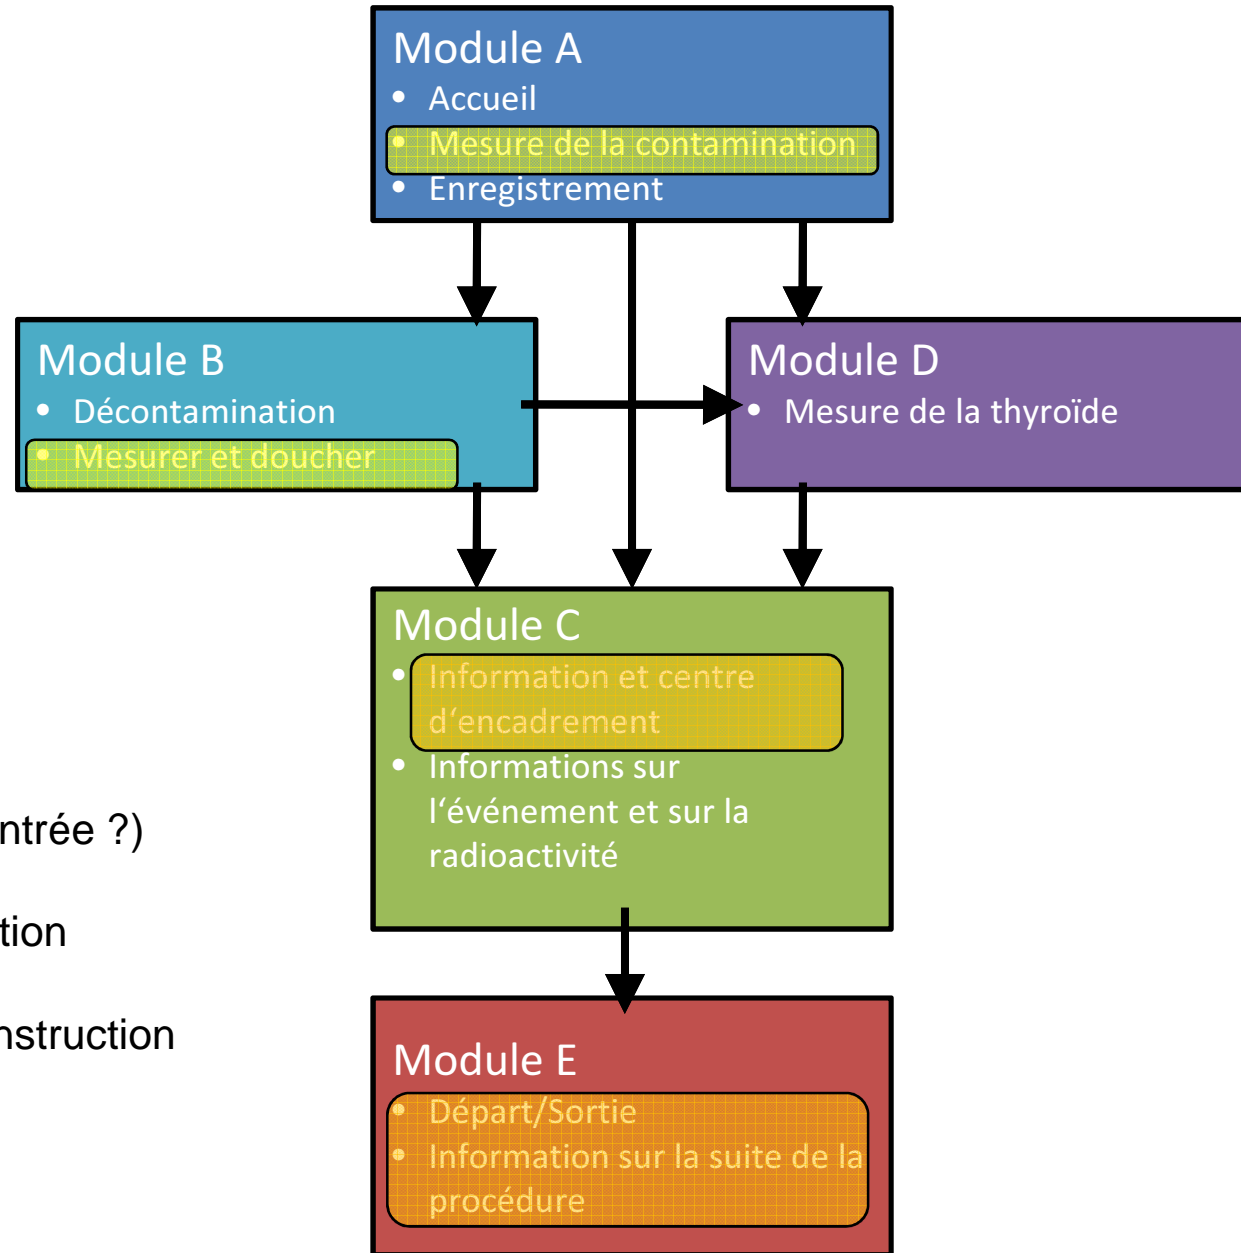 Module A
• Accueil
• Mesure de la contamination
• Enregistrement
Module B
• Décontamination
• Mesurer et doucher
Module D
• Mesure de la thyroïde
Module C
• Information et centre
d‘encadrement
• Informations sur
l‘événement et sur la
radioactivité
ntrée ?)
tion
nstruction
Module E
• Départ/Sortie
• Information sur la suite de la
procédure